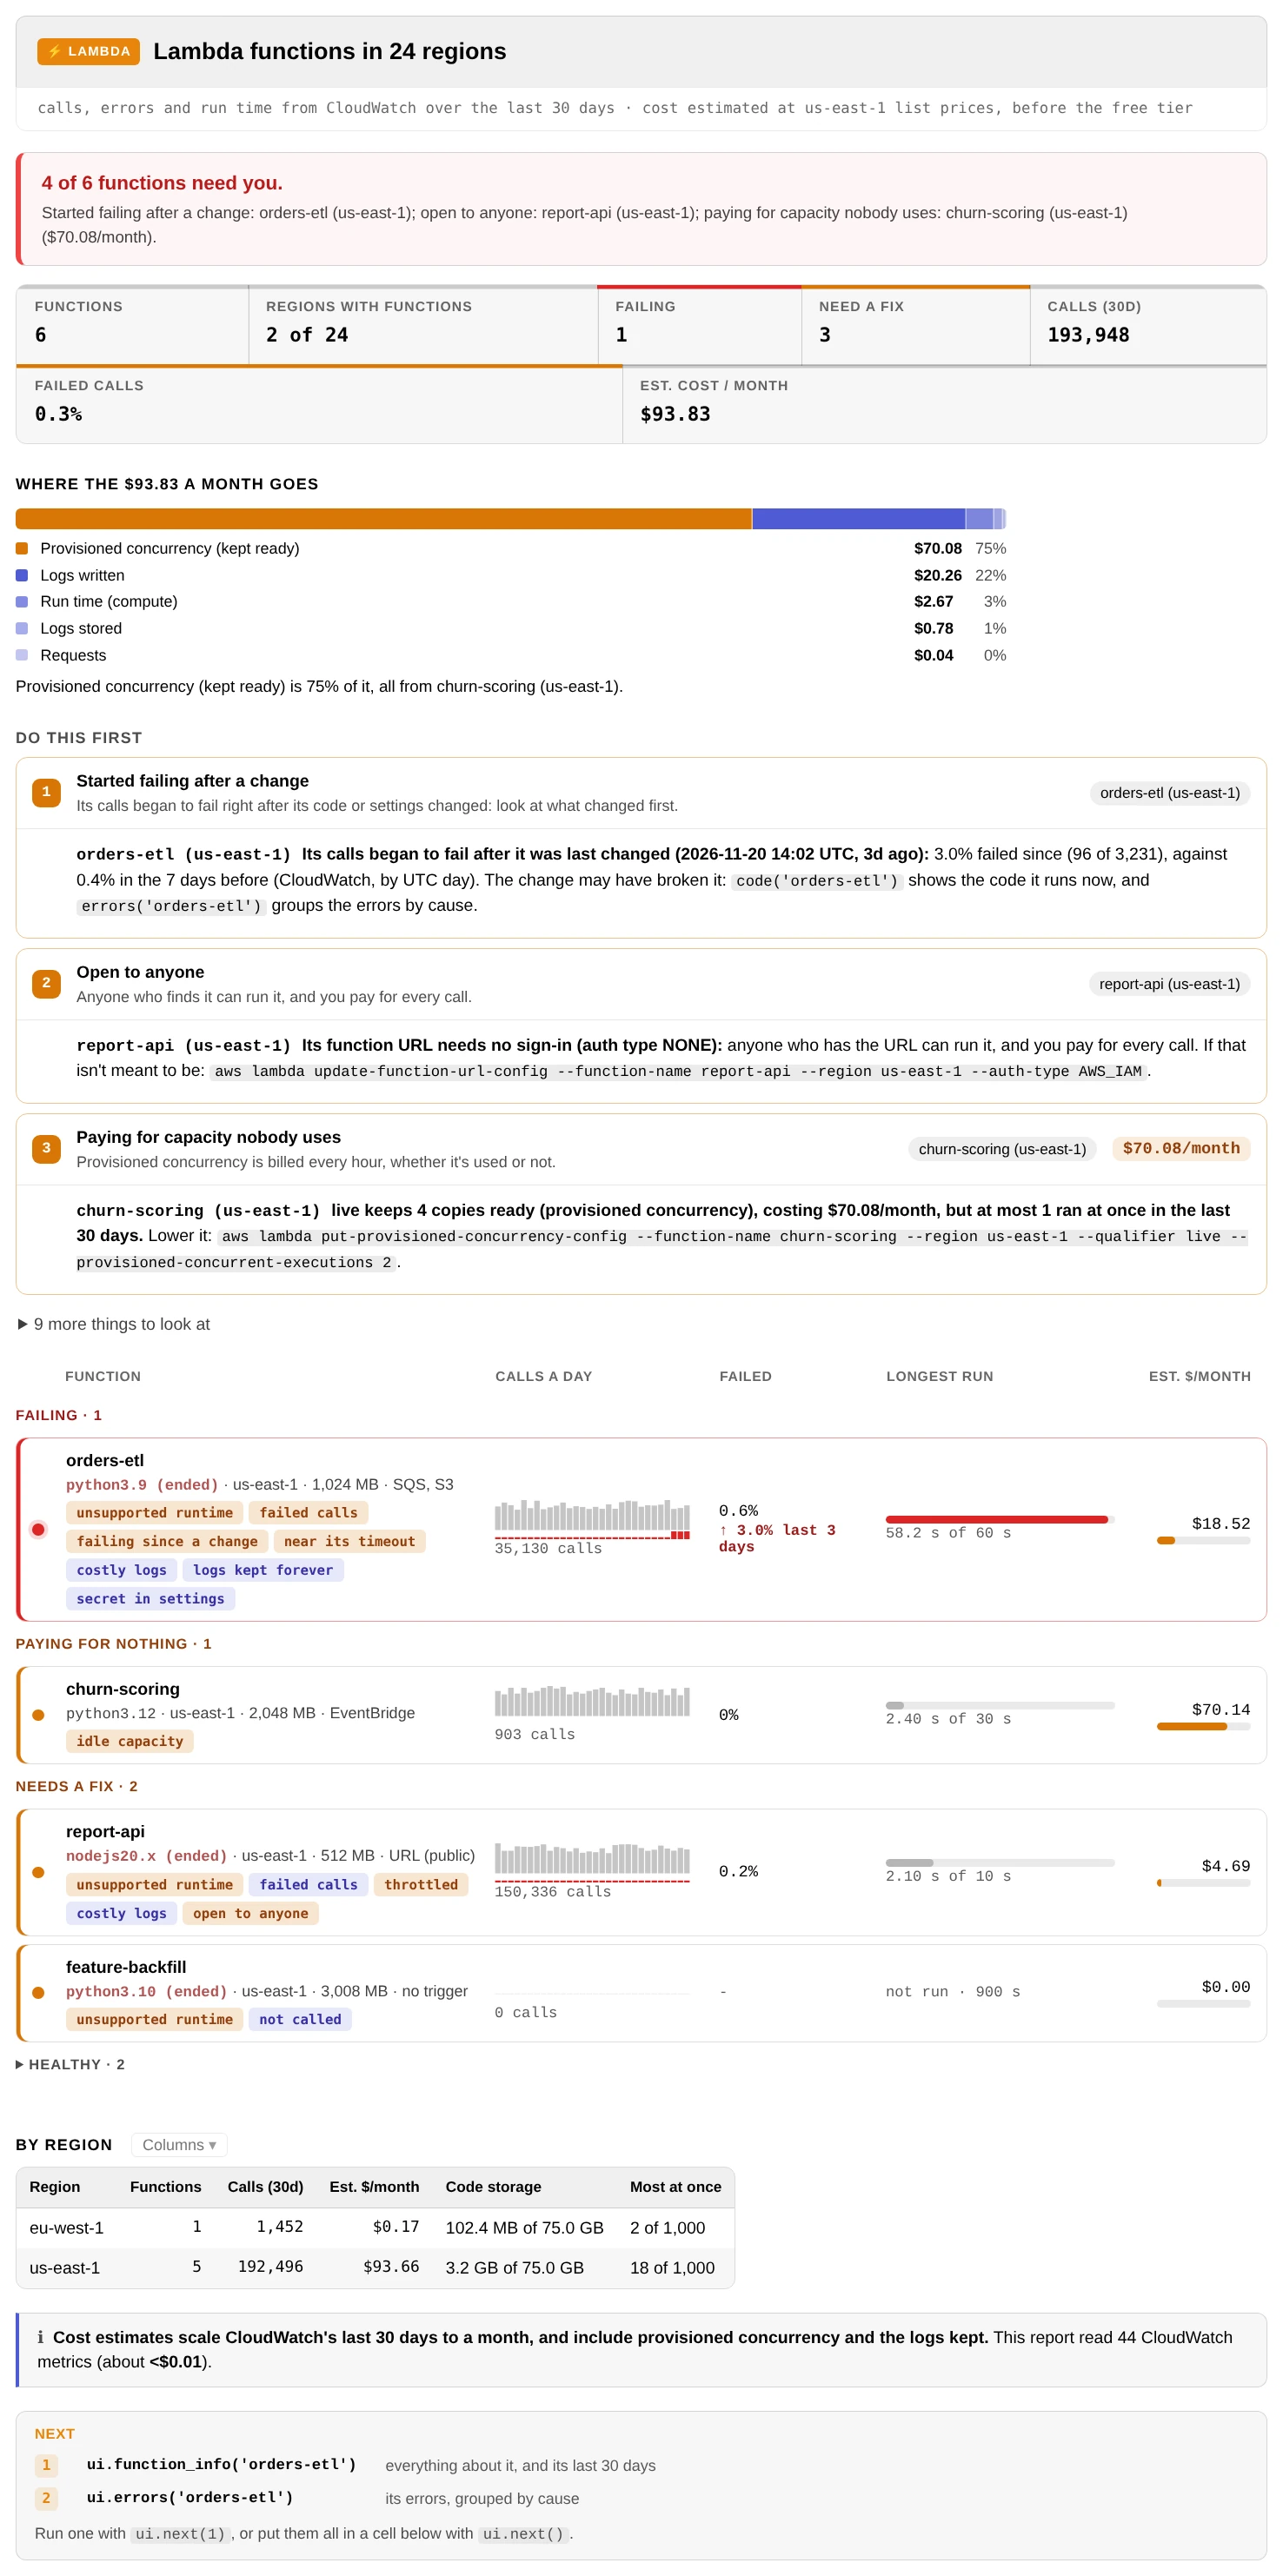 ⚡ LAMBDA Lambda functions in 24 regions
calls, errors and run time from CloudWatch over the last 30 days · cost estimated at us-east-1 list prices, before the free tier
4 of 6 functions need you.
Started failing after a change: orders-etl (us-east-1); open to anyone: report-api (us-east-1); paying for capacity nobody uses: churn-scoring (us-east-1)
($70.08/month).
FUNCTIONS REGIONS WITH FUNCTIONS FAILING NEED A FIX CALLS (30D)
6 2 of 24 1 3 193,948
FAILED CALLS EST. COST / MONTH
0.3% $93.83
WHERE THE $93.83 A MONTH GOES
Provisioned concurrency (kept ready) $70.08 75%
Logs written $20.26 22%
Run time (compute) $2.67 3%
Logs stored $0.78 1%
Requests $0.04 0%
Provisioned concurrency (kept ready) is 75% of it, all from churn-scoring (us-east-1).
DO THIS FIRST
1 Started failing after a change
Its calls began to fail right after its code or settings changed: look at what changed first.
orders-etl (us-east-1)
orders-etl (us-east-1) Its calls began to fail after it was last changed (2026-11-20 14:02 UTC, 3d ago): 3.0% failed since (96 of 3,231), against
0.4% in the 7 days before (CloudWatch, by UTC day). The change may have broken it: code('orders-etl') shows the code it runs now, and
errors('orders-etl') groups the errors by cause.
2 Open to anyone
Anyone who finds it can run it, and you pay for every call.
report-api (us-east-1)
report-api (us-east-1) Its function URL needs no sign-in (auth type NONE): anyone who has the URL can run it, and you pay for every call. If that
isn't meant to be: aws lambda update-function-url-config --function-name report-api --region us-east-1 --auth-type AWS_IAM.
3 Paying for capacity nobody uses
Provisioned concurrency is billed every hour, whether it's used or not.
churn-scoring (us-east-1) $70.08/month
churn-scoring (us-east-1) live keeps 4 copies ready (provisioned concurrency), costing $70.08/month, but at most 1 ran at once in the last
30 days. Lower it: aws lambda put-provisioned-concurrency-config --function-name churn-scoring --region us-east-1 --qualifier live --
provisioned-concurrent-executions 2.
▶ 9 more things to look at
FUNCTION CALLS A DAY FAILED LONGEST RUN EST. $/MONTH
FAILING · 1
orders-etl
python3.9 (ended) · us-east-1 · 1,024 MB · SQS, S3
unsupported runtime failed calls
failing since a change near its timeout
costly logs logs kept forever
secret in settings
35,130 calls
0.6%
↑ 3.0% last 3
days
58.2 s of 60 s
$18.52
PAYING FOR NOTHING · 1
churn-scoring
python3.12 · us-east-1 · 2,048 MB · EventBridge
idle capacity
903 calls
0%
2.40 s of 30 s
$70.14
NEEDS A FIX · 2
report-api
nodejs20.x (ended) · us-east-1 · 512 MB · URL (public)
unsupported runtime failed calls throttled
costly logs open to anyone
150,336 calls
0.2%
2.10 s of 10 s
$4.69
feature-backfill
python3.10 (ended) · us-east-1 · 3,008 MB · no trigger
unsupported runtime not called
0 calls
-
not run · 900 s
$0.00
▶ HEALTHY · 2
BY REGION Columns ▾
Region Functions Calls (30d) Est. $/month Code storage Most at once
eu-west-1 1 1,452 $0.17 102.4 MB of 75.0 GB 2 of 1,000
us-east-1 5 192,496 $93.66 3.2 GB of 75.0 GB 18 of 1,000
ℹ Cost estimates scale CloudWatch's last 30 days to a month, and include provisioned concurrency and the logs kept. This report read 44 CloudWatch
metrics (about <$0.01).
NEXT
1 ui.function_info('orders-etl') everything about it, and its last 30 days
2 ui.errors('orders-etl') its errors, grouped by cause
Run one with ui.next(1), or put them all in a cell below with ui.next().